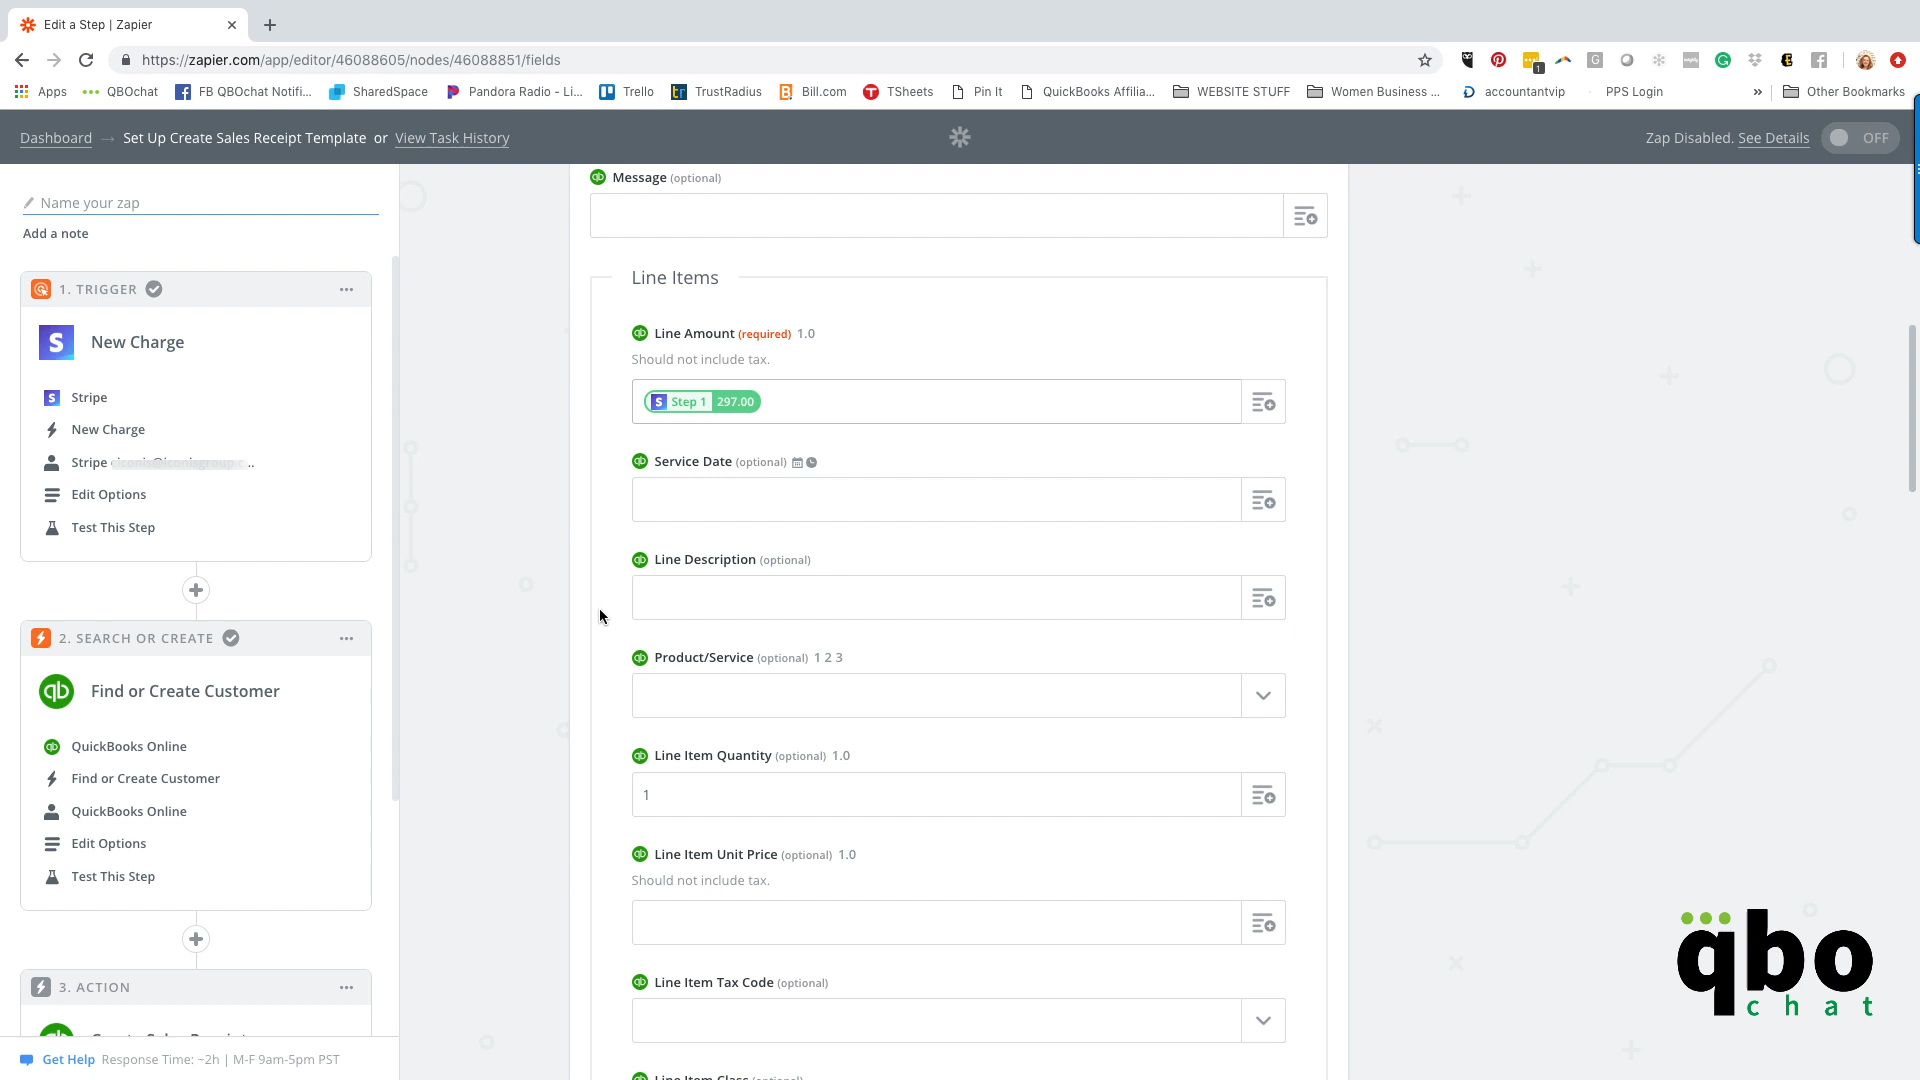 Edit a Step | Zapier
https://zapier.com/app/editor/46088605/nodes/46088851/fields
Apps QBOchat FB QBOchat Notifi... SharedSpace Pandora Radio - Li... Trello TrustRadius Bill.com TSheets Pin It QuickBooks Affilia... WEBSITE STUFF Women Business ... accountantvip PPS Login » Other Bookmarks
Dashboard → Set Up Create Sales Receipt Template or View Task History
Zap Disabled. See Details OFF
Name your zap
Add a note
1. TRIGGER
New Charge
Stripe
New Charge
Stripe
Edit Options
Test This Step
2. SEARCH OR CREATE
Find or Create Customer
QuickBooks Online
Find or Create Customer
QuickBooks Online
Edit Options
Test This Step
3. ACTION
Get Help Response Time: ~2h | M-F 9am-5pm PST
Message (optional)
Line Items
Line Amount (required) 1.0
Should not include tax.
S Step 1 297.00
Service Date (optional)
Line Description (optional)
Product/Service (optional) 1 2 3
Line Item Quantity (optional) 1.0
1
Line Item Unit Price (optional) 1.0
Should not include tax.
Line Item Tax Code (optional)
Line Item Class (optional)
qbo
chat